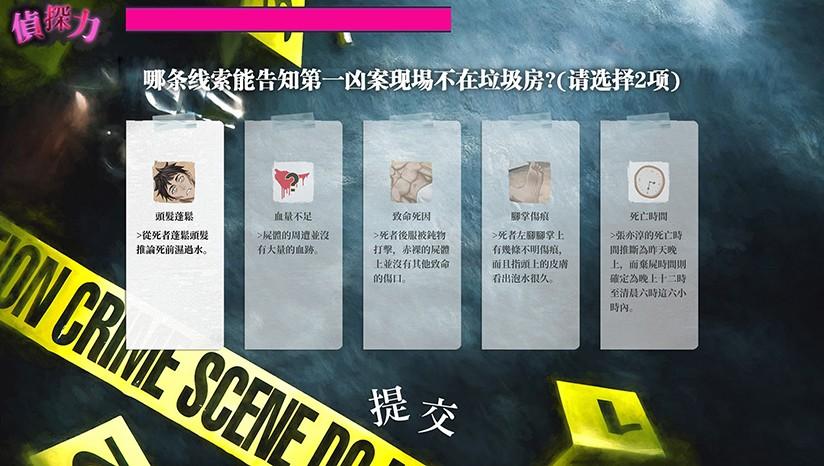 偵探力
哪条线索能告知第一凶案现场不在垃圾房?(请选择2项)
頭髮蓬鬆
>從死者蓬鬆頭髮
推論死前濕過水。
血量不足
>屍體的周遭並沒
有大量的血跡。
致命死因
>死者後腦被鈍物
打擊，赤裸的屍體
上並沒有其他致命
的傷口。
腳掌傷痕
>死者左腳腳掌上
有幾條不明傷痕，
而且指頭上的皮膚
看出泡水很久。
死亡時間
>張亦淳的死亡時
間推斷為昨天晚
上，而棄屍時間則
確定為晚上十二時
至清晨六時這六小
時內。
ION CRIME SCENE DO
提交
L